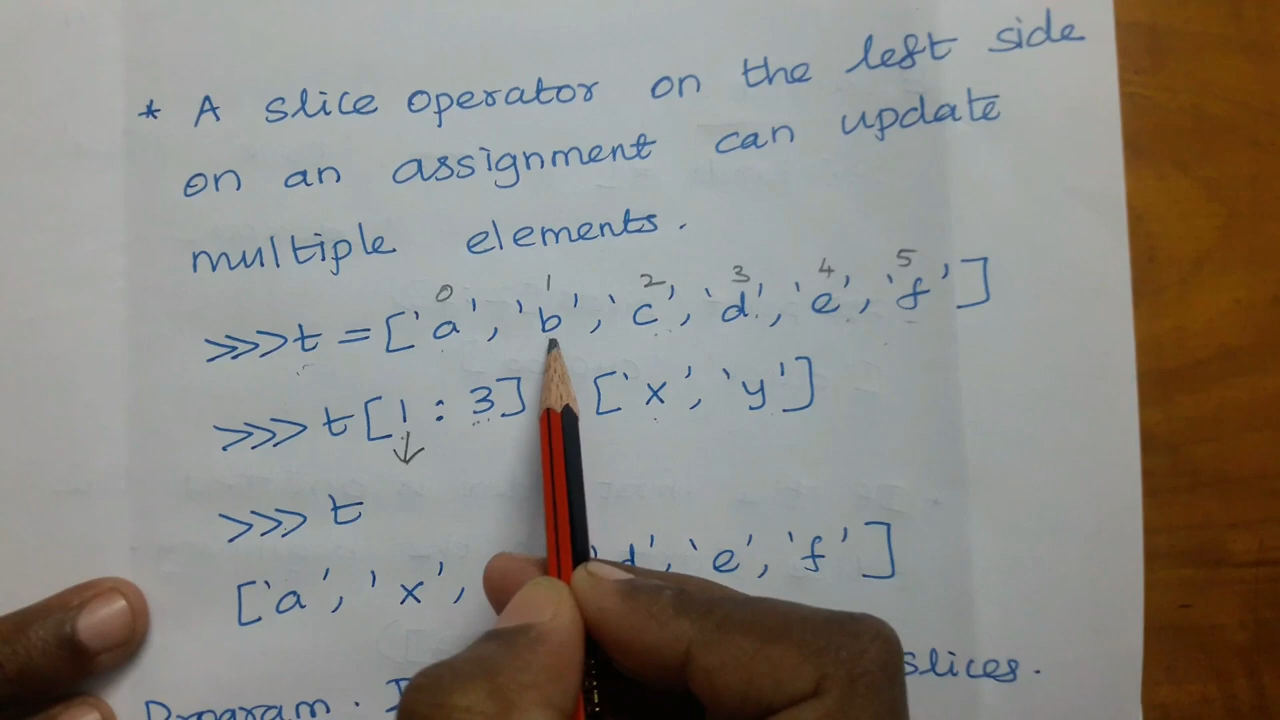 * A slice operator on the left side
on an assignment can update
multiple elements.
0 1 2 3 4 5
>>> t = ['a', 'b', 'c', 'd', 'e', 'f']
>>> t[1 : 3] ['x', 'y']
>>> t
['a', 'x', 'd', 'e', 'f']
Program. slices.